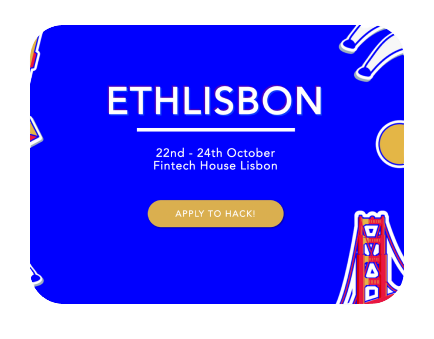 ETHLISBON
22nd - 24th October
Fintech House Lisbon
APPLY TO HACK!